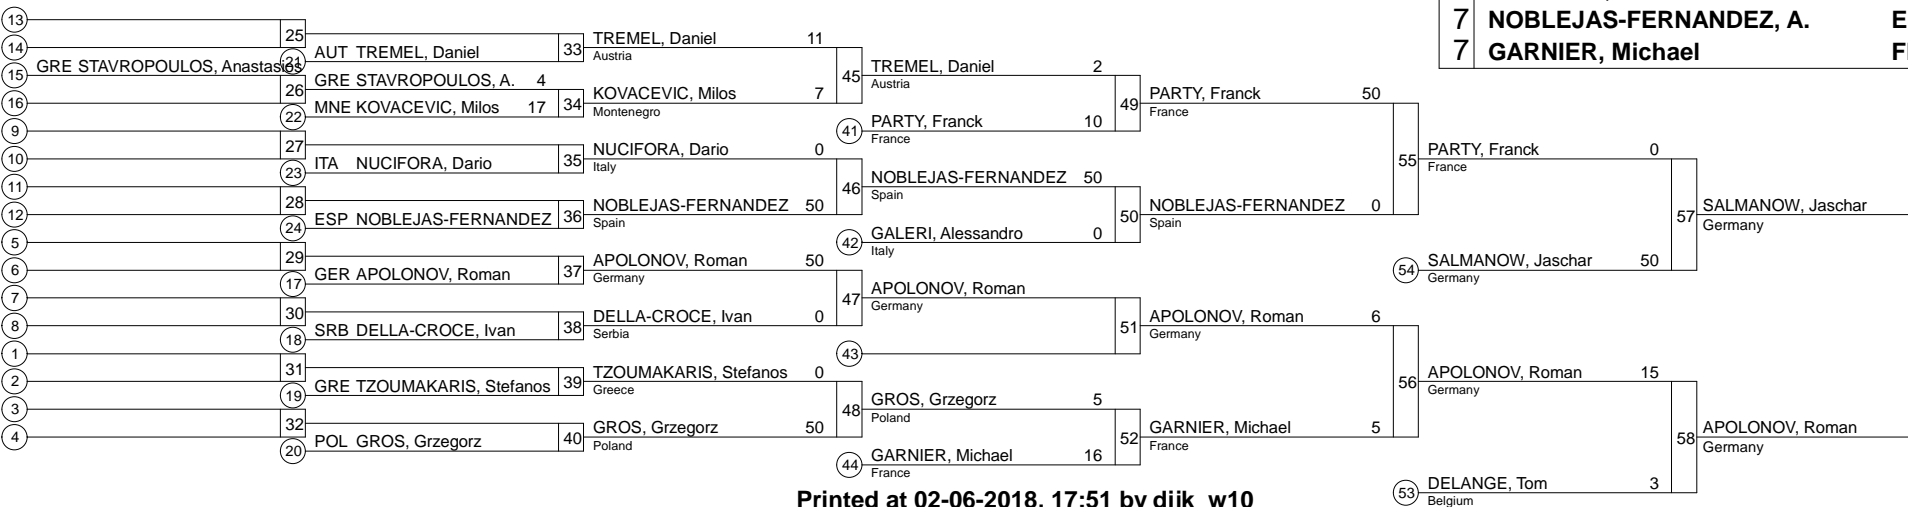 7 NOBLEJAS-FERNANDEZ, A. E
7 GARNIER, Michael
13
14
15 GRE STAVROPOULOS, Anastasios
16
9
10
11
12
5
6
7
8
1
2
3
4
25
21 AUT TREMEL, Daniel
26 GRE STAVROPOULOS, A. 4
22 MNE KOVACEVIC, Milos 17
27
23 ITA NUCIFORA, Dario
28
24 ESP NOBLEJAS-FERNANDEZ
29
17 GER APOLONOV, Roman
30
18 SRB DELLA-CROCE, Ivan
31
19 GRE TZOUMAKARIS, Stefanos
32
20 POL GROS, Grzegorz
33 TREMEL, Daniel 11
Austria
34 KOVACEVIC, Milos 7
Montenegro
35 NUCIFORA, Dario 0
Italy
36 NOBLEJAS-FERNANDEZ 50
Spain
37 APOLONOV, Roman 50
Germany
38 DELLA-CROCE, Ivan 0
Serbia
39 TZOUMAKARIS, Stefanos 0
Greece
40 GROS, Grzegorz 50
Poland
45 TREMEL, Daniel 2
Austria
41 PARTY, Franck 10
France
46 NOBLEJAS-FERNANDEZ 50
Spain
42 GALERI, Alessandro 0
Italy
47 APOLONOV, Roman
Germany
43
48 GROS, Grzegorz 5
Poland
44 GARNIER, Michael 16
France
49 PARTY, Franck 50
France
50 NOBLEJAS-FERNANDEZ 0
Spain
51 APOLONOV, Roman 6
Germany
52 GARNIER, Michael 5
France
55 PARTY, Franck 0
France
54 SALMANOW, Jaschar 50
Germany
56 APOLONOV, Roman 15
Germany
53 DELANGE, Tom 3
Belgium
57 SALMANOW, Jaschar
Germany
58 APOLONOV, Roman
Germany
Printed at 02-06-2018, 17:51 by dijk_w10